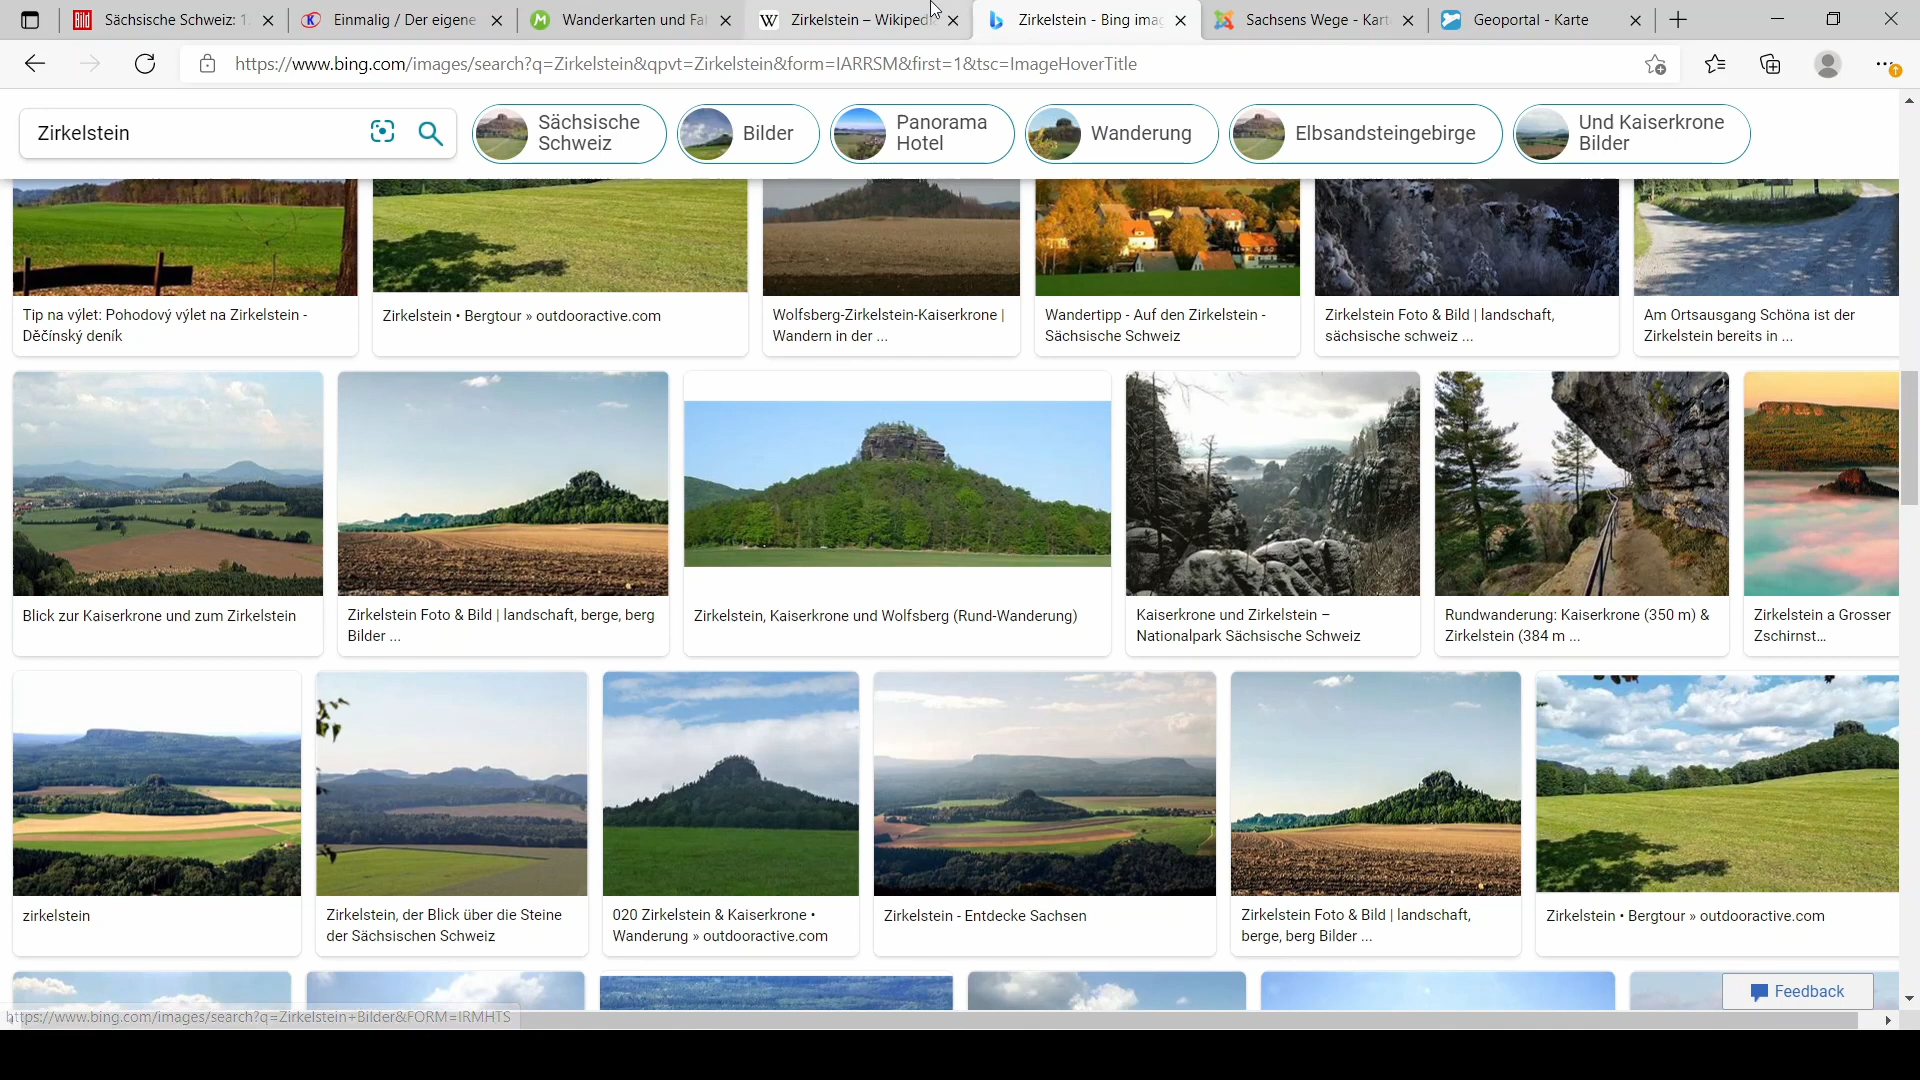 Sächsische Schweiz: 1.
Einmalig / Der eigene
Wanderkarten und Fal
Zirkelstein – Wikiped
Zirkelstein - Bing imag
Sachsens Wege - Kart
Geoportal - Karte
https://www.bing.com/images/search?q=Zirkelstein&qpvt=Zirkelstein&form=IARRSM&first=1&tsc=ImageHoverTitle
Zirkelstein
Sächsische
Schweiz
Bilder
Panorama
Hotel
Wanderung
Elbsandsteingebirge
Und Kaiserkrone
Bilder
Tip na výlet: Pohodový výlet na Zirkelstein -
Děčínský deník
Zirkelstein • Bergtour » outdooractive.com
Wolfsberg-Zirkelstein-Kaiserkrone |
Wandern in der ...
Wandertipp - Auf den Zirkelstein -
Sächsische Schweiz
Zirkelstein Foto & Bild | landschaft,
sächsische schweiz ...
Am Ortsausgang Schöna ist der
Zirkelstein bereits in ...
Blick zur Kaiserkrone und zum Zirkelstein
Zirkelstein Foto & Bild | landschaft, berge, berg
Bilder ...
Zirkelstein, Kaiserkrone und Wolfsberg (Rund-Wanderung)
Kaiserkrone und Zirkelstein –
Nationalpark Sächsische Schweiz
Rundwanderung: Kaiserkrone (350 m) &
Zirkelstein (384 m ...
Zirkelstein a Grosser
Zschirnst...
zirkelstein
Zirkelstein, der Blick über die Steine
der Sächsischen Schweiz
020 Zirkelstein & Kaiserkrone •
Wanderung » outdooractive.com
Zirkelstein - Entdecke Sachsen
Zirkelstein Foto & Bild | landschaft,
berge, berg Bilder ...
Zirkelstein • Bergtour » outdooractive.com
Feedback
https://www.bing.com/images/search?q=Zirkelstein+Bilder&FORM=IRMHTS